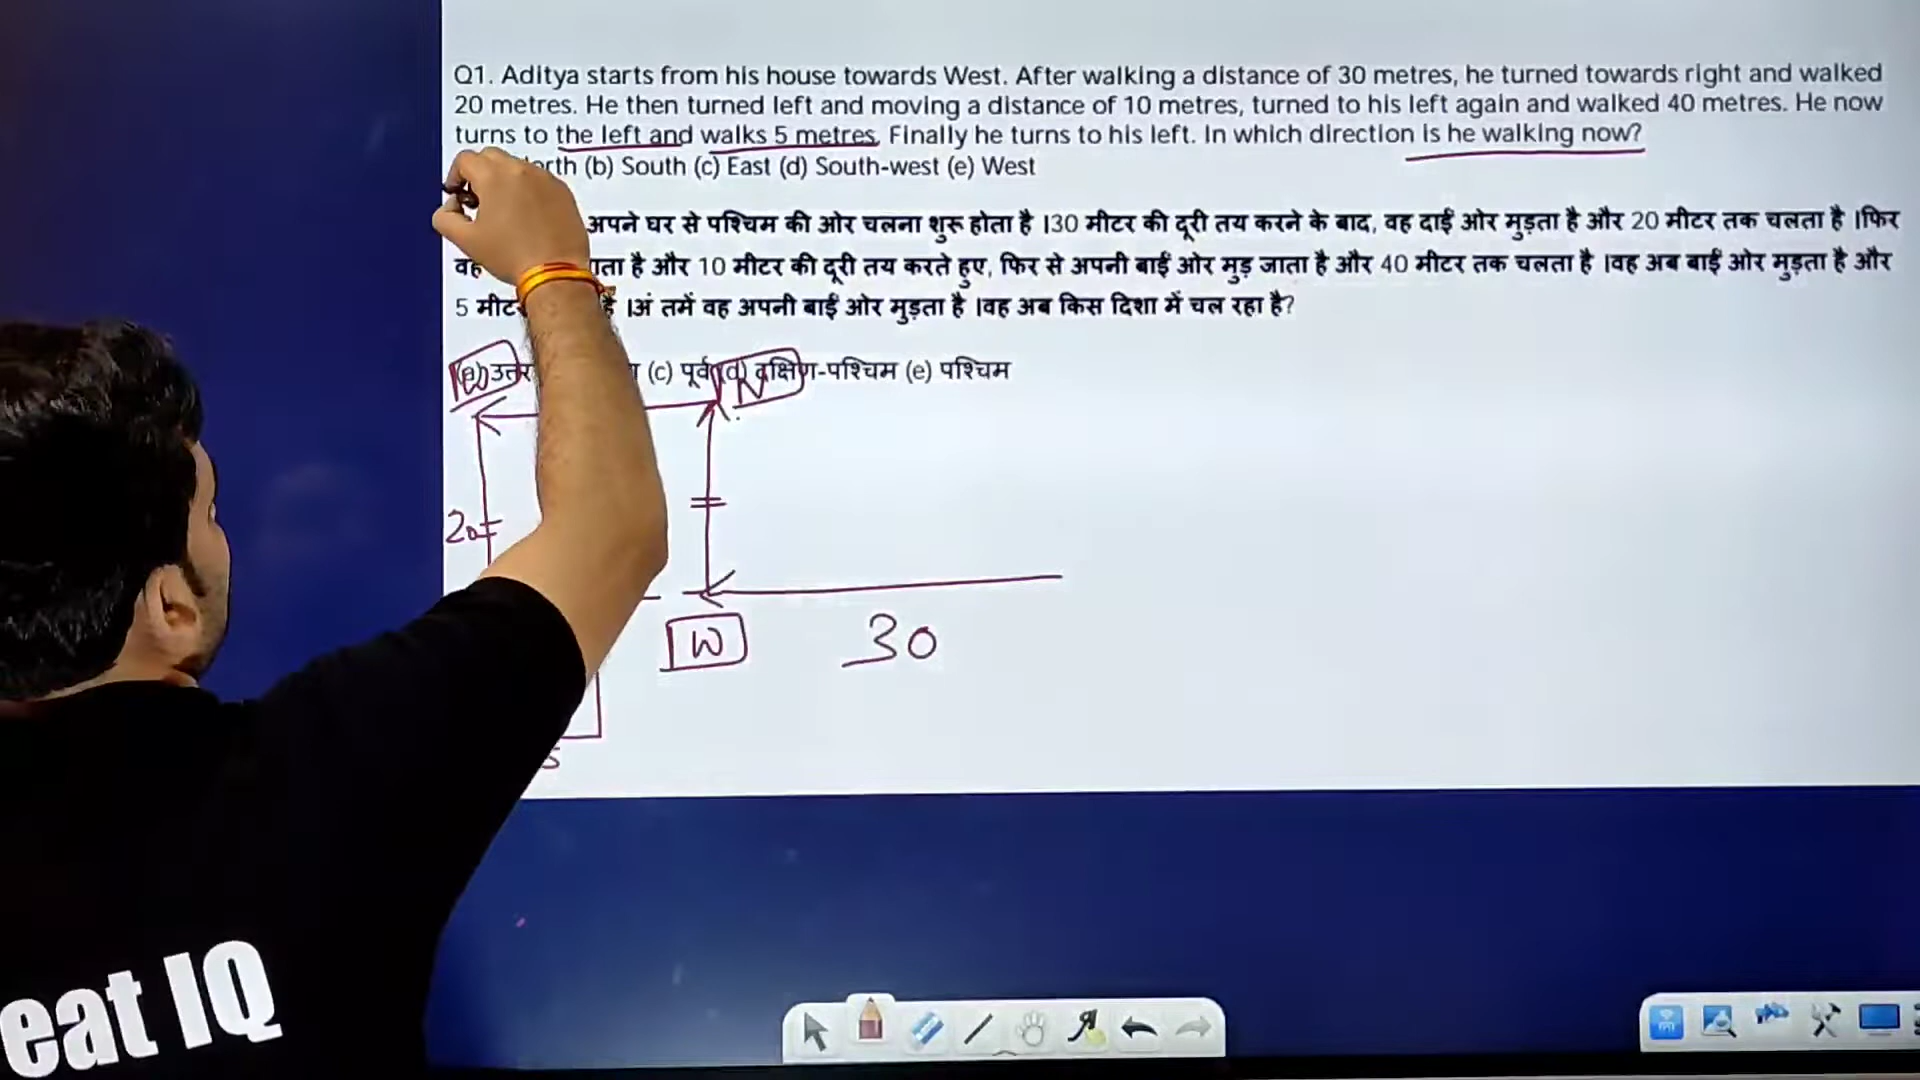 Q1. Aditya starts from his house towards West. After walking a distance of 30 metres, he turned towards right and walked
20 metres. He then turned left and moving a distance of 10 metres, turned to his left again and walked 40 metres. He now
turns to the left and walks 5 metres. Finally he turns to his left. In which direction is he walking now?
orth (b) South (c) East (d) South-west (e) West
अपने घर से पश्चिम की ओर चलना शुरू होता है ।30 मीटर की दूरी तय करने के बाद, वह दाईं ओर मुड़ता है और 20 मीटर तक चलता है ।फिर
वह ाता है और 10 मीटर की दूरी तय करते हुए, फिर से अपनी बाईं ओर मुड़ जाता है और 40 मीटर तक चलता है ।वह अब बाईं ओर मुड़ता है और
5 मीटर है ।अं तमें वह अपनी बाईं ओर मुड़ता है ।वह अब किस दिशा में चल रहा है?
(a) उत्तर (c) पूर्व (d) दक्षिण-पश्चिम (e) पश्चिम
W N
20
W 30
5
eat IQ